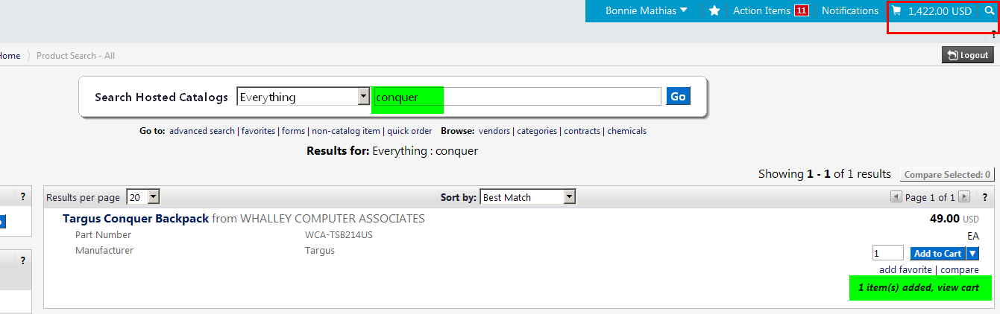 Bonnie Mathias Action Items 11 Notifications 1,422.00 USD
?
Home Product Search - All Logout
Search Hosted Catalogs Everything conquer Go
Go to: advanced search | favorites | forms | non-catalog item | quick order Browse: vendors | categories | contracts | chemicals
Results for: Everything : conquer
Showing 1 - 1 of 1 results Compare Selected: 0
? Results per page 20 Sort by: Best Match Page 1 of 1 ?
Targus Conquer Backpack from WHALLEY COMPUTER ASSOCIATES 49.00 USD
Part Number WCA-TSB214US EA
Manufacturer Targus 1 Add to Cart
? add favorite | compare
1 item(s) added, view cart